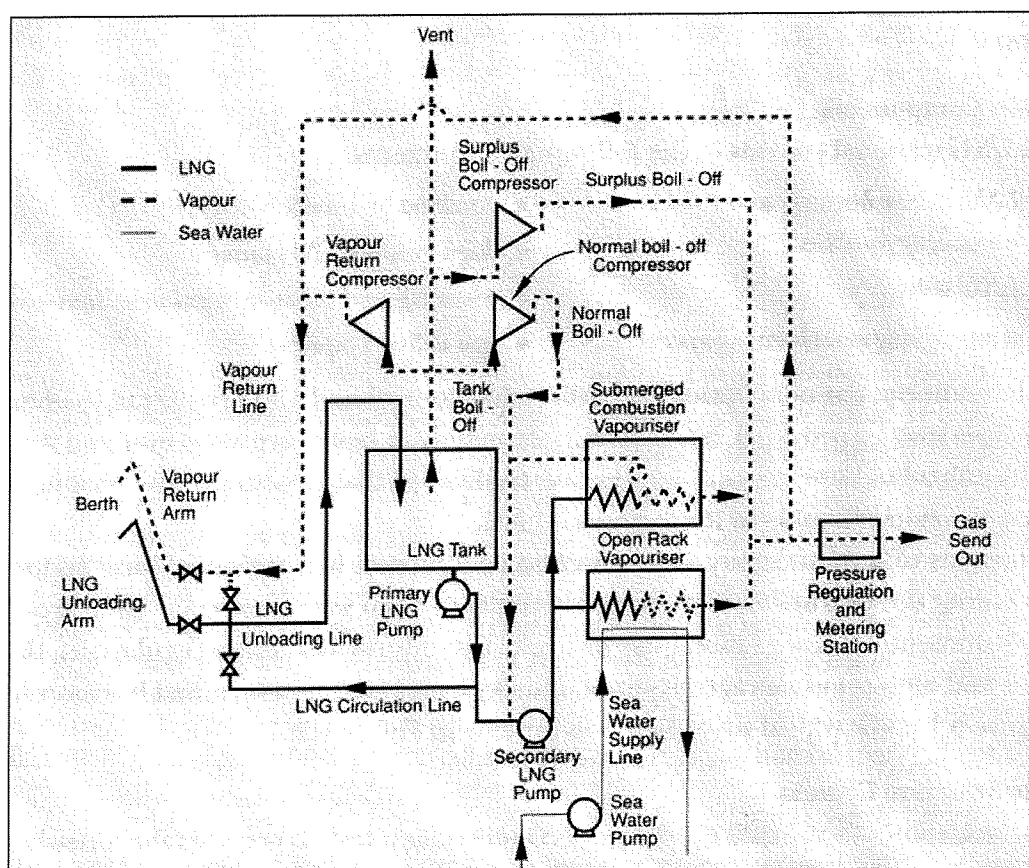 Vent
LNG
Vapour
Sea Water
Surplus
Boil - Off
Compressor
Surplus Boil - Off
Vapour
Return
Compressor
Normal boil - off
Compressor
Normal
Boil - Off
Vapour
Return
Line
Tank
Boil -
Off
Submerged
Combustion
Vapouriser
Vapour
Return
Arm
Berth
LNG Tank
Open Rack
Vapouriser
Gas
Send
Out
LNG
Unloading
Arm
LNG
Unloading Line
Primary
LNG
Pump
Pressure
Regulation
and
Metering
Station
LNG Circulation Line
Secondary
LNG
Pump
Sea
Water
Supply
Line
Sea
Water
Pump